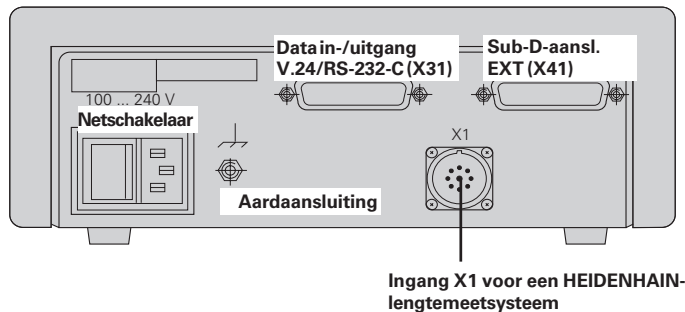 Data in-/uitgang
V.24/RS-232-C (X31)
Sub-D-aansl.
EXT (X41)
100 ... 240 V
Netschakelaar
X1
Aardaansluiting
Ingang X1 voor een HEIDENHAIN-
lengtemeetsysteem